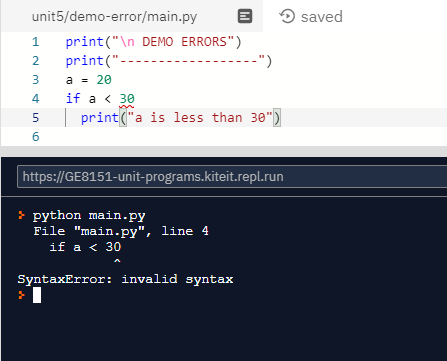 unit5/demo-error/main.py saved
1 print("\n DEMO ERRORS")
2 print("------------------")
3 a = 20
4 if a < 30
5 print("a is less than 30")
6
https://GE8151-unit-programs.kiteit.repl.run
> python main.py
File "main.py", line 4
if a < 30
^
SyntaxError: invalid syntax
>